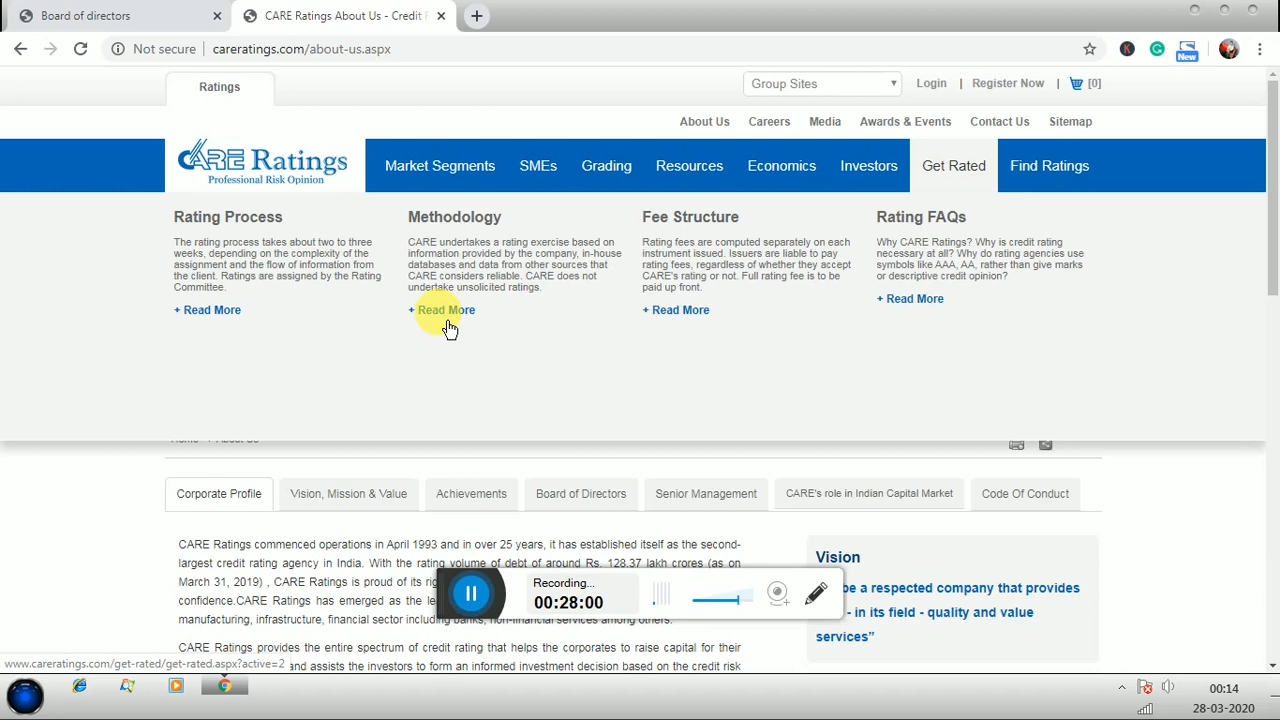 Board of directors
CARE Ratings About Us - Credit R
Not secure
careratings.com/about-us.aspx
K
New
Ratings
Group Sites
Login | Register Now | [0]
About Us Careers Media Awards & Events Contact Us Sitemap
CARE Ratings
Professional Risk Opinion
Market Segments SMEs Grading Resources Economics Investors Get Rated Find Ratings
Rating Process
The rating process takes about two to three
weeks, depending on the complexity of the
assignment and the flow of information from
the client. Ratings are assigned by the Rating
Committee.
+ Read More
Methodology
CARE undertakes a rating exercise based on
information provided by the company, in-house
databases and data from other sources that
CARE considers reliable. CARE does not
undertake unsolicited ratings.
+ Read More
Fee Structure
Rating fees are computed separately on each
instrument issued. Issuers are liable to pay
rating fees, regardless of whether they accept
CARE's rating or not. Full rating fee is to be
paid up front.
+ Read More
Rating FAQs
Why CARE Ratings? Why is credit rating
necessary at all? Why do rating agencies use
symbols like AAA, AA, rather than give marks
or descriptive credit opinion?
+ Read More
Home About Us
Corporate Profile Vision, Mission & Value Achievements Board of Directors Senior Management CARE's role in Indian Capital Market Code Of Conduct
CARE Ratings commenced operations in April 1993 and in over 25 years, it has established itself as the second-
largest credit rating agency in India. With the rating volume of debt of around Rs. 128.37 lakh crores (as on
March 31, 2019) , CARE Ratings is proud of its
confidence.CARE Ratings has emerged as the
manufacturing, infrastructure, financial sector including banks, non-financial services among others.
CARE Ratings provides the entire spectrum of credit rating that helps the corporates to raise capital for their
and assists the investors to form an informed investment decision based on the credit risk
Vision
be a respected company that provides
- in its field - quality and value
services”
Recording...
00:28:00
www.careratings.com/get-rated/get-rated.aspx?active=2
00:14
28-03-2020